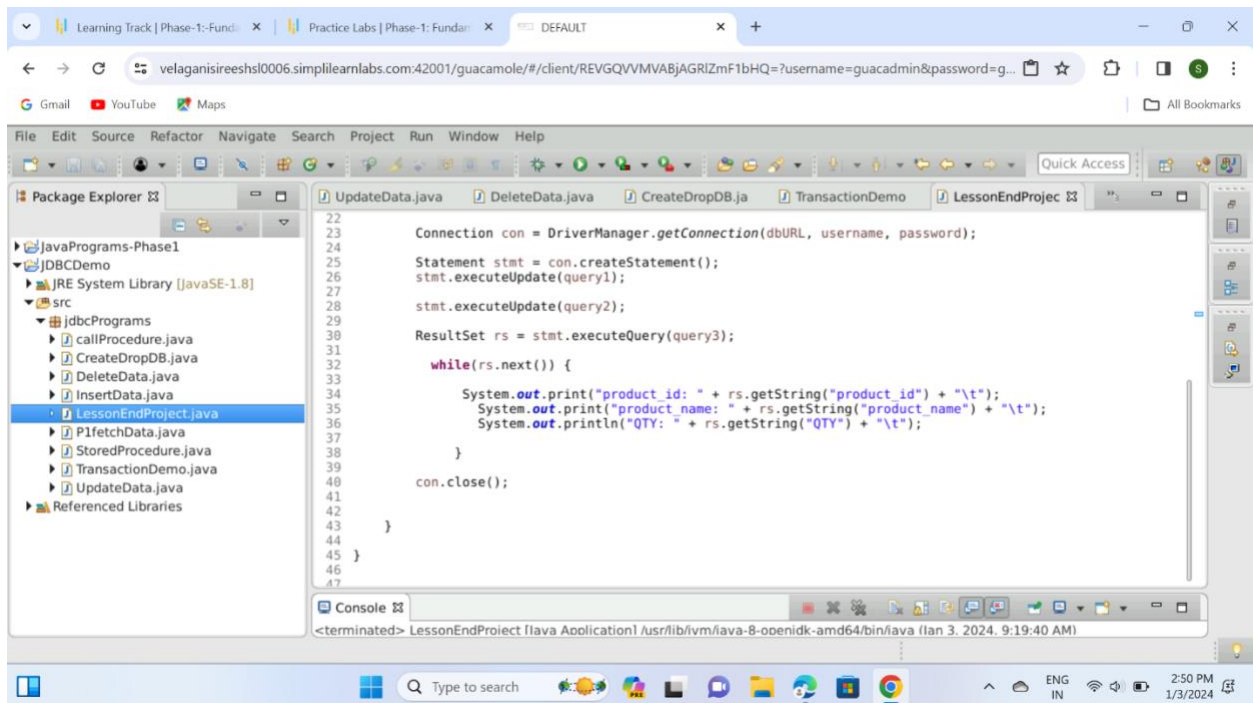 Learning Track | Phase-1:-Funda
Practice Labs | Phase-1: Fundam
DEFAULT
velaganisireeshsl0006.simplilearnlabs.com:42001/guacamole/#/client/REVGQVVMVABjAGRlZmF1bHQ=?username=guacadmin&password=g...
S
Gmail YouTube Maps All Bookmarks
File Edit Source Refactor Navigate Search Project Run Window Help
Quick Access
Package Explorer
JavaPrograms-Phase1
JDBCDemo
JRE System Library [JavaSE-1.8]
src
jdbcPrograms
callProcedure.java
CreateDropDB.java
DeleteData.java
InsertData.java
LessonEndProject.java
P1fetchData.java
StoredProcedure.java
TransactionDemo.java
UpdateData.java
Referenced Libraries
UpdateData.java DeleteData.java CreateDropDB.ja TransactionDemo LessonEndProjec
22
23 Connection con = DriverManager.getConnection(dbURL, username, password);
24
25 Statement stmt = con.createStatement();
26 stmt.executeUpdate(query1);
27
28 stmt.executeUpdate(query2);
29
30 ResultSet rs = stmt.executeQuery(query3);
31
32 while(rs.next()) {
33
34 System.out.print("product_id: " + rs.getString("product_id") + "\t");
35 System.out.print("product_name: " + rs.getString("product_name") + "\t");
36 System.out.println("QTY: " + rs.getString("QTY") + "\t");
37
38 }
39
40 con.close();
41
42
43 }
44
45 }
46
47
Console
<terminated> LessonEndProject [Java Application] /usr/lib/jvm/java-8-openjdk-amd64/bin/java (Jan 3, 2024, 9:19:40 AM)
Type to search
PRE
ENG
IN
2:50 PM
1/3/2024